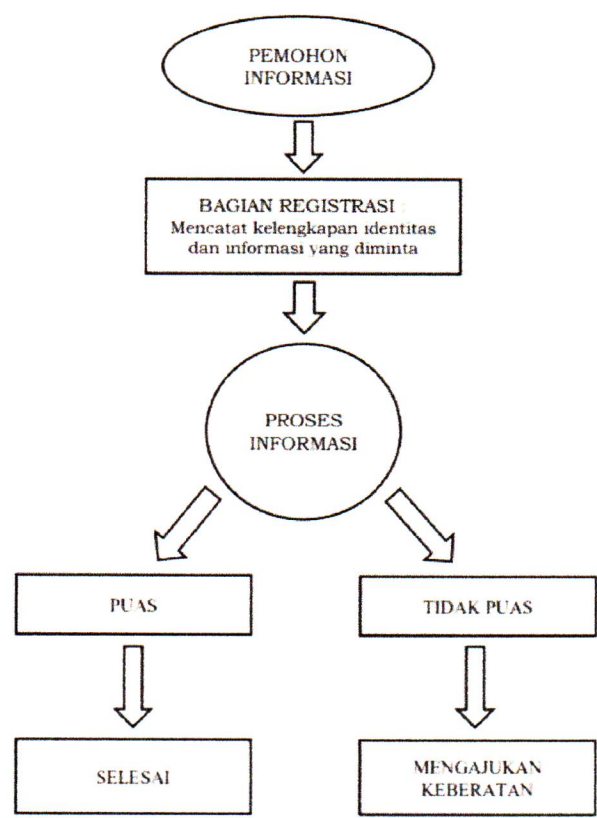 PEMOHON
INFORMASI
BAGIAN REGISTRASI :
Mencatat kelengkapan identitas
dan informasi yang diminta
PROSES
INFORMASI
PUAS
TIDAK PUAS
SELESAI
MENGAJUKAN
KEBERATAN